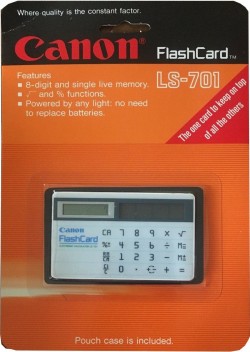 Where quality is the constant factor.
Canon FlashCard™
Features
■ 8-digit and single live memory.
■ √ and % functions.
■ Powered by any light: no need
to replace batteries.
LS-701
The one card to keep on top
of all the others
Canon
FlashCard
CA 7 8 9 × √
4 5 6 ÷
1 2 3 −
0 · + =
Pouch case is included.